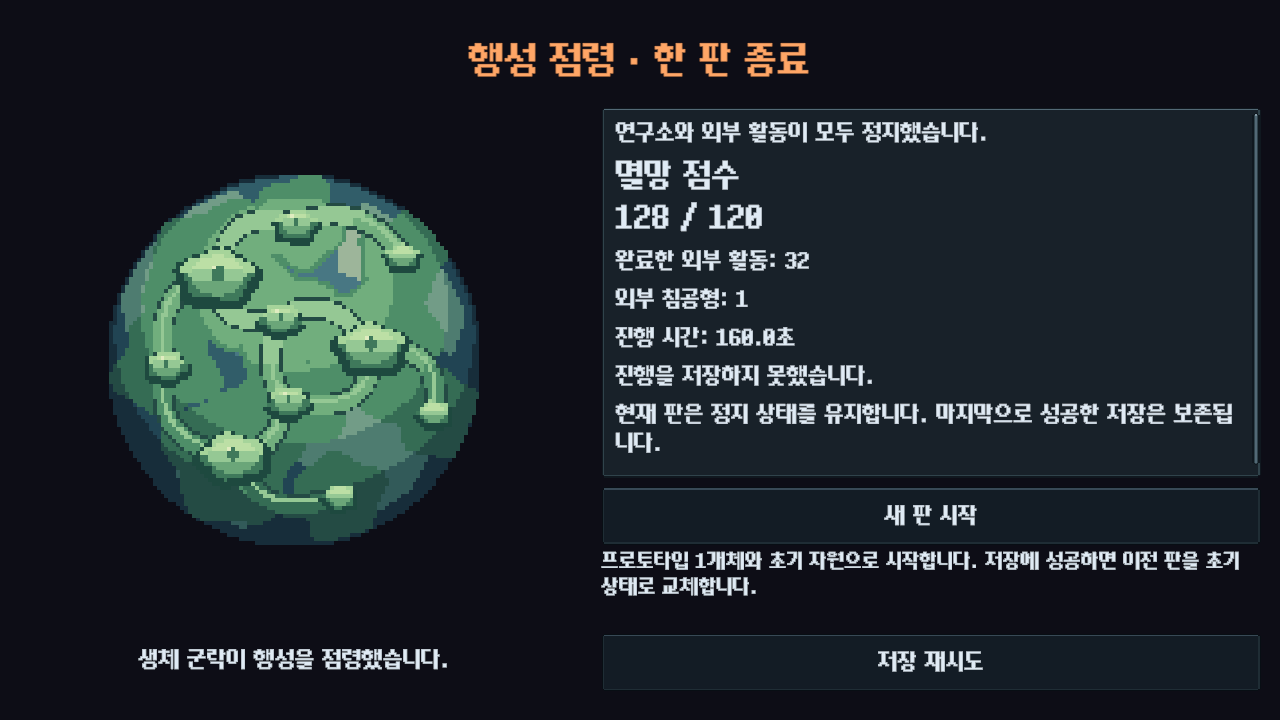 행성 점령 · 한 판 종료
연구소와 외부 활동이 모두 정지했습니다.
멸망 점수
128 / 120
완료한 외부 활동: 32
외부 침공형: 1
진행 시간: 160.0초
진행을 저장하지 못했습니다.
현재 판은 정지 상태를 유지합니다. 마지막으로 성공한 저장은 보존됩
니다.
새 판 시작
프로토타입 1개체와 초기 자원으로 시작합니다. 저장에 성공하면 이전 판을 초기
상태로 교체합니다.
생체 군락이 행성을 점령했습니다.
저장 재시도